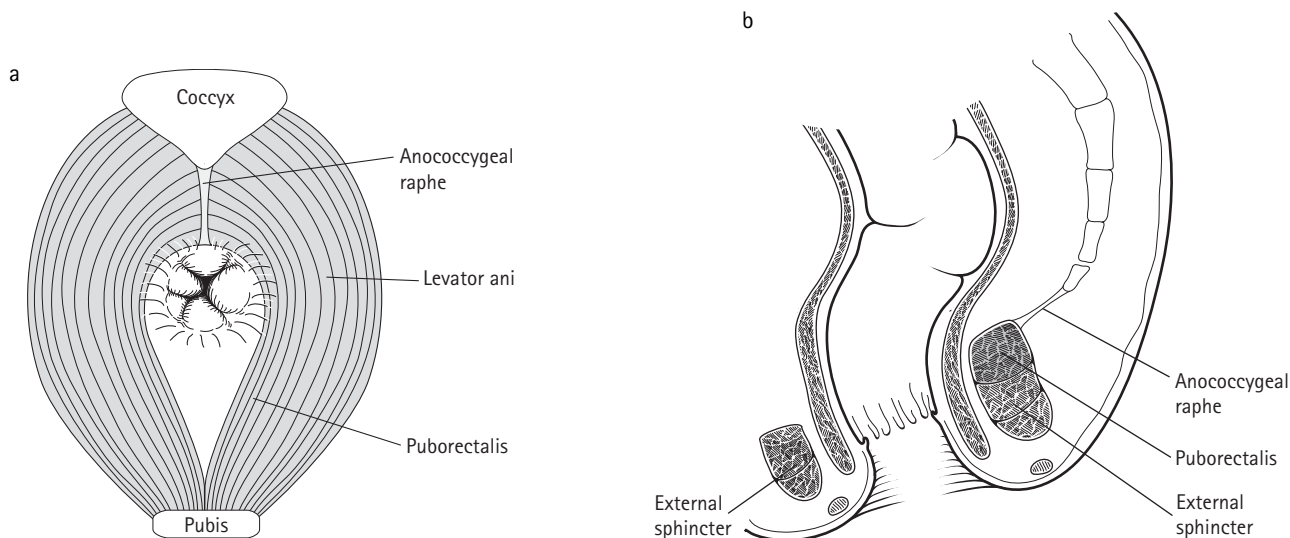 a
Coccyx
Anococcygeal
raphe
Levator ani
Puborectalis
Pubis
b
Anococcygeal
raphe
Puborectalis
External
sphincter
External
sphincter